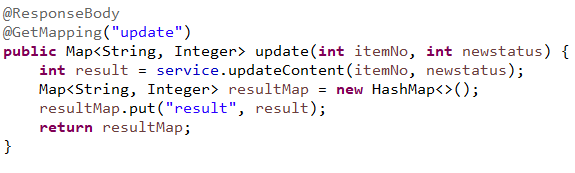 @ResponseBody
@GetMapping("update")
public Map<String, Integer> update(int itemNo, int newstatus) {
    int result = service.updateContent(itemNo, newstatus);
    Map<String, Integer> resultMap = new HashMap<>();
    resultMap.put("result", result);
    return resultMap;
}